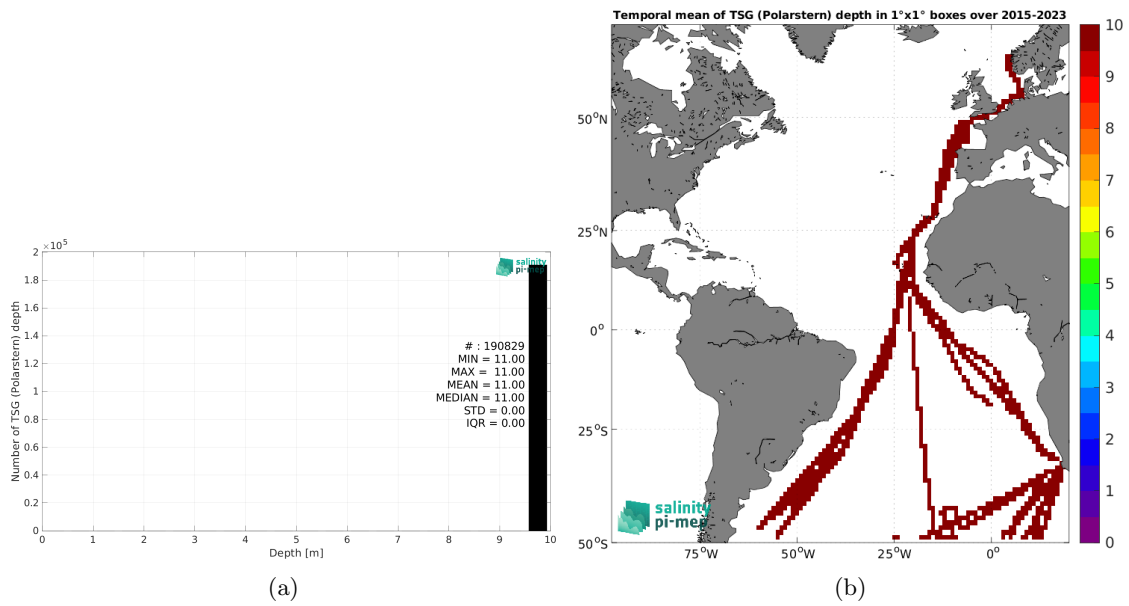 ×10⁵
2
1.8
1.6
1.4
1.2
1
0.8
0.6
0.4
0.2
0
Number of TSG (Polarstern) depth
salinity
pi-mep
# : 190829
MIN = 11.00
MAX = 11.00
MEAN = 11.00
MEDIAN = 11.00
STD = 0.00
IQR = 0.00
0 1 2 3 4 5 6 7 8 9 10
Depth [m]
(a)
Temporal mean of TSG (Polarstern) depth in 1°x1° boxes over 2015-2023
50°N
25°N
0°
25°S
50°S
75°W 50°W 25°W 0°
salinity
pi-mep
10
9
8
7
6
5
4
3
2
1
0
(b)